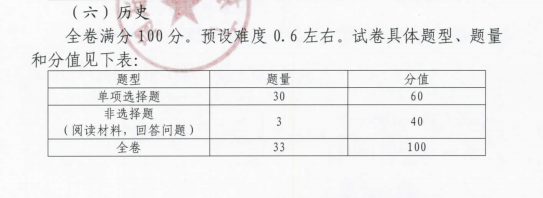 （六）历史
全卷满分 100 分。预设难度 0.6 左右。试卷具体题型、题量
和分值见下表：
题型 题量 分值
单项选择题 30 60
非选择题
（阅读材料，回答问题） 3 40
全卷 33 100